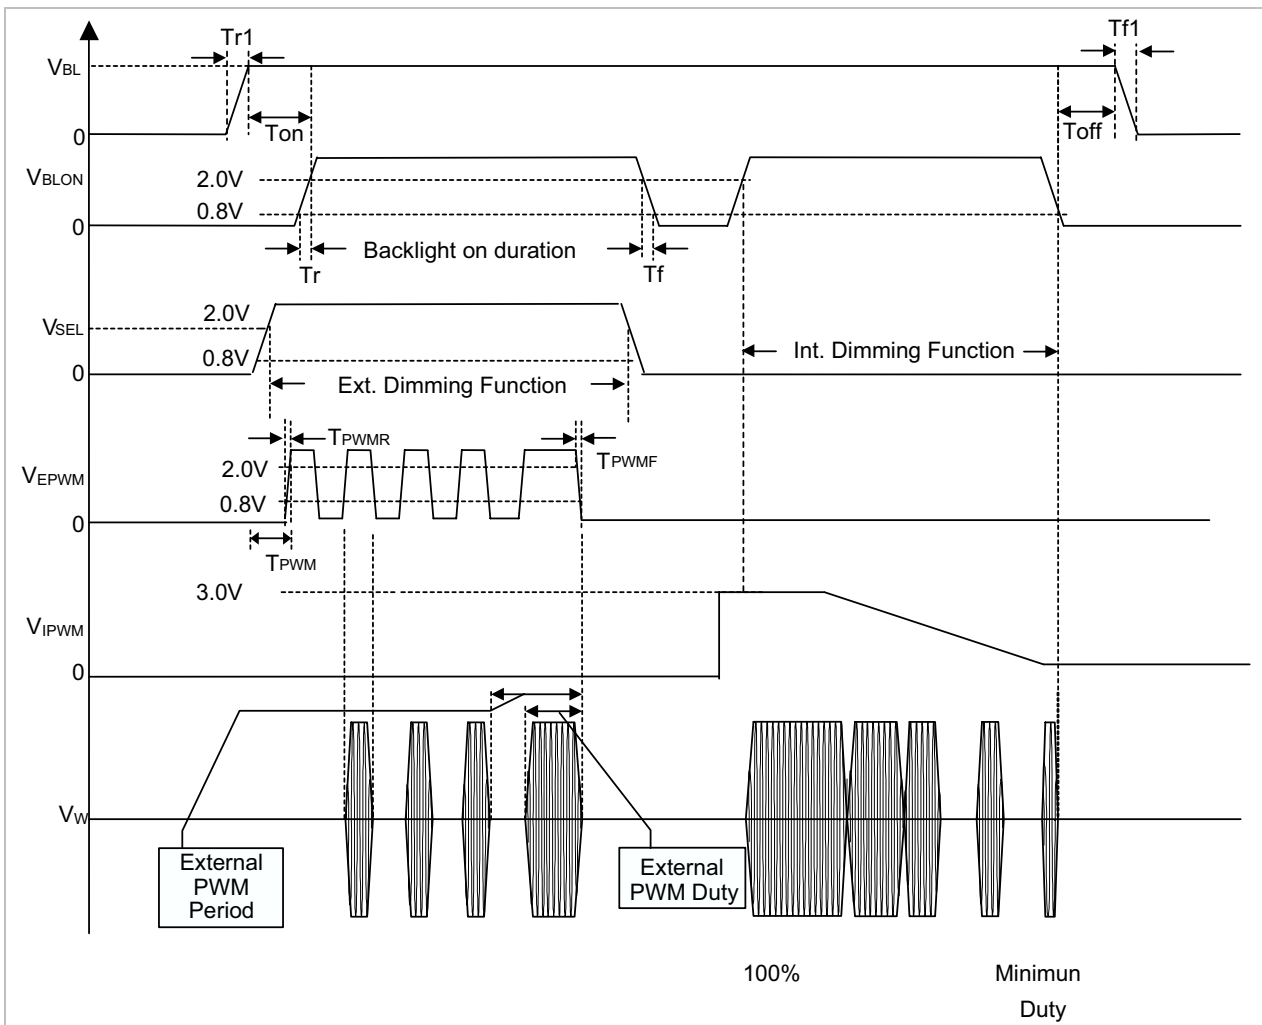 Tr1
Tf1
VBL
Ton
Toff
0
VBLON
2.0V
0.8V
0
Backlight on duration
Tr
Tf
2.0V
VSEL
0.8V
0
Int. Dimming Function
Ext. Dimming Function
TPWMR
TPWMF
2.0V
VEPWM
0.8V
0
TPWM
3.0V
VIPWM
0
VW
External
PWM
Period
External
PWM Duty
100%
Minimun
Duty